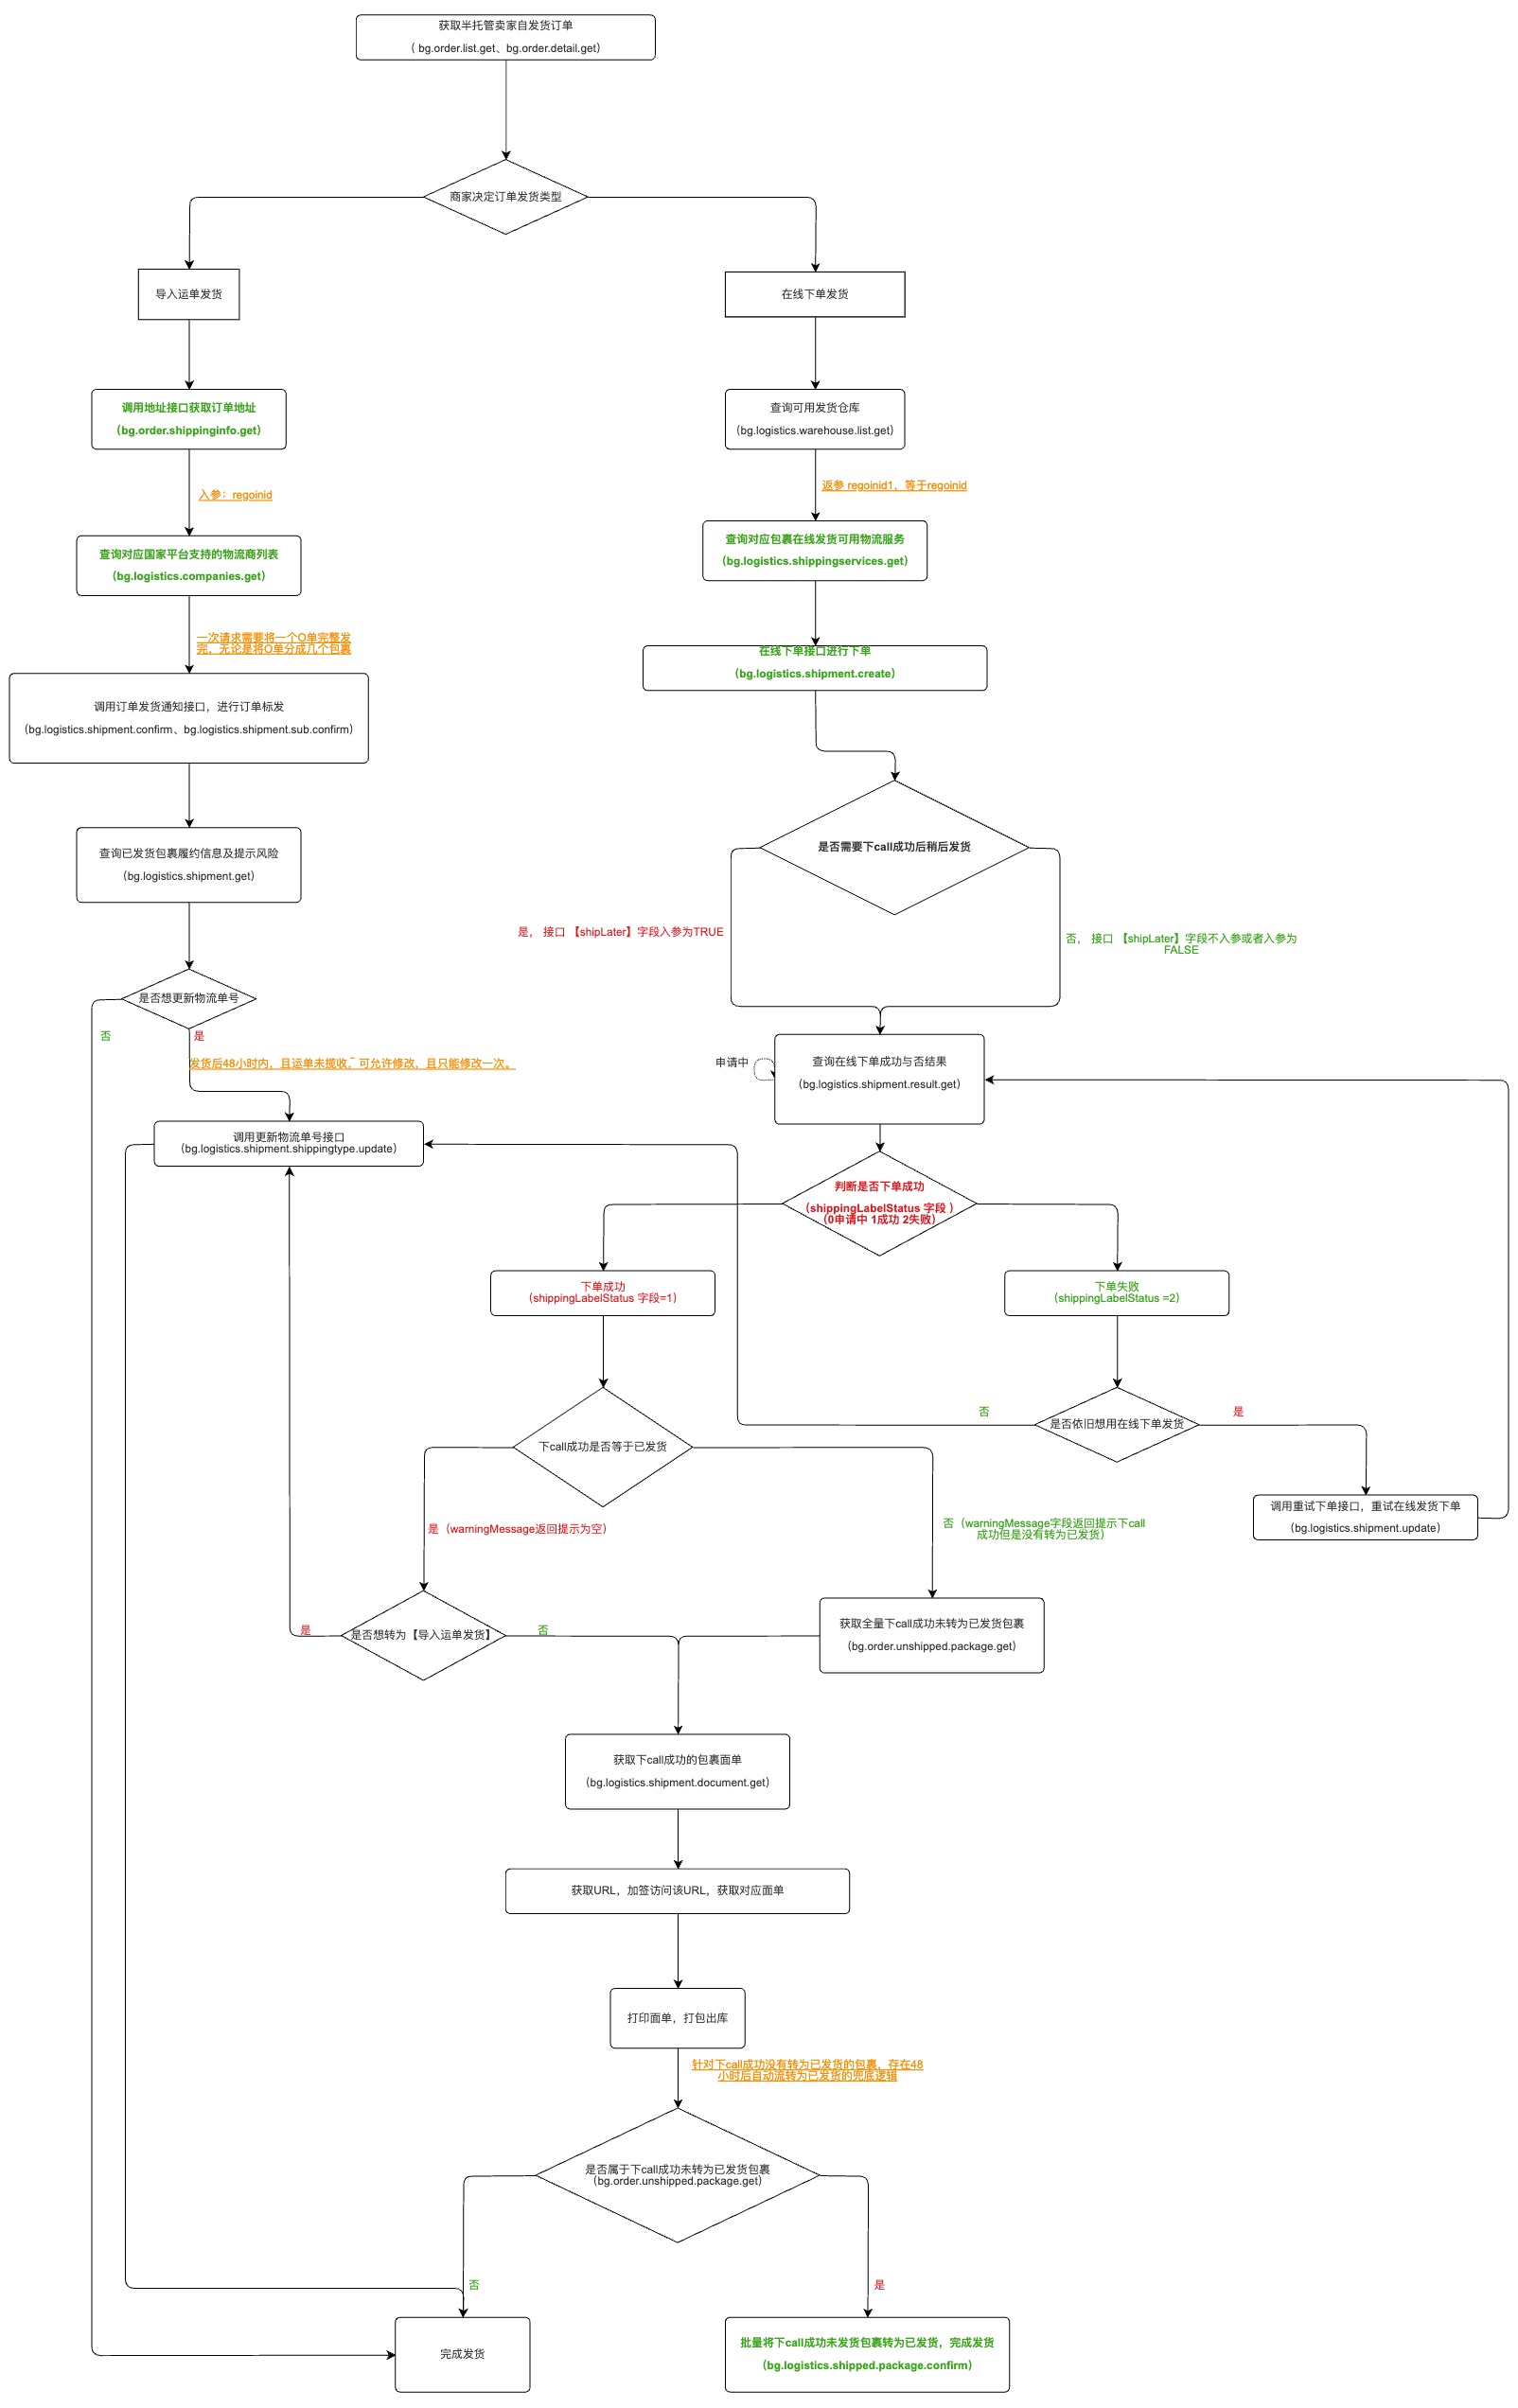 获取半托管卖家自发货订单
（ bg.order.list.get、bg.order.detail.get）
商家决定订单发货类型
导入运单发货
在线下单发货
调用地址接口获取订单地址
（bg.order.shippinginfo.get）
查询可用发货仓库
（bg.logistics.warehouse.list.get）
入参：regoinid
返参 regoinid1，等于regoinid
查询对应国家平台支持的物流商列表
（bg.logistics.companies.get）
查询对应包裹在线发货可用物流服务
（bg.logistics.shippingservices.get）
一次请求需要将一个O单完整发
完，无论是将O单分成几个包裹
在线下单接口进行下单
（bg.logistics.shipment.create）
调用订单发货通知接口，进行订单标发
（bg.logistics.shipment.confirm、bg.logistics.shipment.sub.confirm）
是否需要下call成功后稍后发货
查询已发货包裹履约信息及提示风险
（bg.logistics.shipment.get）
是， 接口 【shipLater】字段入参为TRUE
否， 接口 【shipLater】字段不入参或者入参为
FALSE
是否想更新物流单号
否
是
发货后48小时内，且运单未揽收，可允许修改，且只能修改一次。
申请中
查询在线下单成功与否结果
（bg.logistics.shipment.result.get）
调用更新物流单号接口
（bg.logistics.shipment.shippingtype.update）
判断是否下单成功
（shippingLabelStatus 字段 ）
（0申请中 1成功 2失败）
下单成功
（shippingLabelStatus 字段=1）
下单失败
（shippingLabelStatus =2）
否
是否依旧想用在线下单发货
是
下call成功是否等于已发货
调用重试下单接口，重试在线发货下单
（bg.logistics.shipment.update）
是（warningMessage返回提示为空）
否（warningMessage字段返回提示下call
成功但是没有转为已发货）
是
是否想转为【导入运单发货】
否
获取全量下call成功未转为已发货包裹
（bg.order.unshipped.package.get）
获取下call成功的包裹面单
（bg.logistics.shipment.document.get）
获取URL，加签访问该URL，获取对应面单
打印面单，打包出库
针对下call成功没有转为已发货的包裹，存在48
小时后自动流转为已发货的兜底逻辑
是否属于下call成功未转为已发货包裹
（bg.order.unshipped.package.get）
否
是
完成发货
批量将下call成功未发货包裹转为已发货，完成发货
（bg.logistics.shipped.package.confirm）